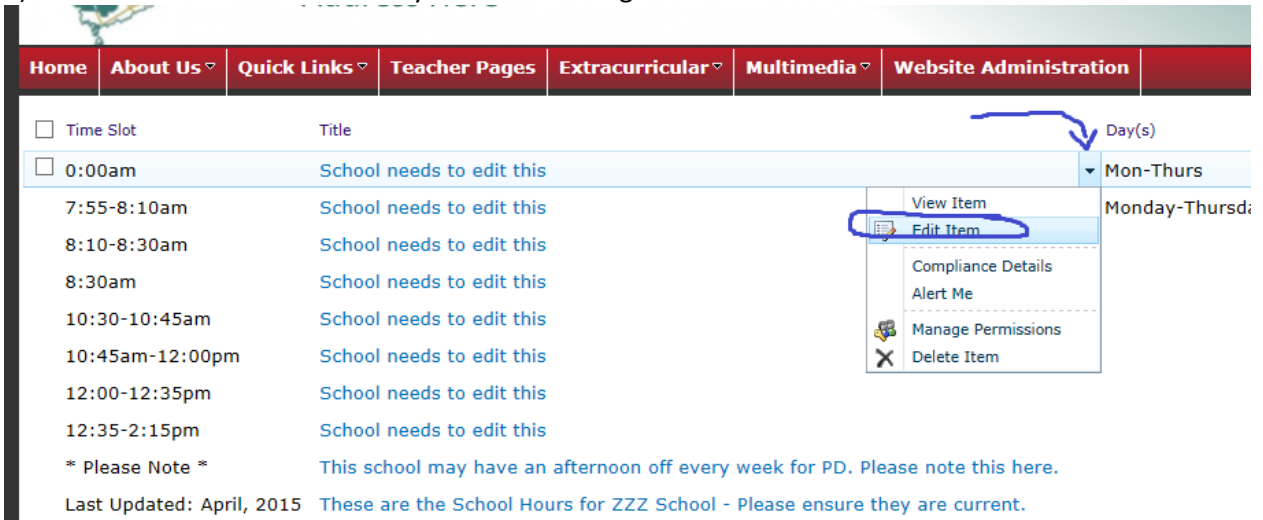 Home About Us Quick Links Teacher Pages Extracurricular Multimedia Website Administration
Time Slot Title Day(s)
0:00am School needs to edit this Mon-Thurs
View Item
7:55-8:10am School needs to edit this Monday-Thursda
Edit Item
8:10-8:30am School needs to edit this
Compliance Details
8:30am School needs to edit this
Alert Me
10:30-10:45am School needs to edit this
Manage Permissions
10:45am-12:00pm School needs to edit this
Delete Item
12:00-12:35pm School needs to edit this
12:35-2:15pm School needs to edit this
* Please Note * This school may have an afternoon off every week for PD. Please note this here.
Last Updated: April, 2015 These are the School Hours for ZZZ School - Please ensure they are current.